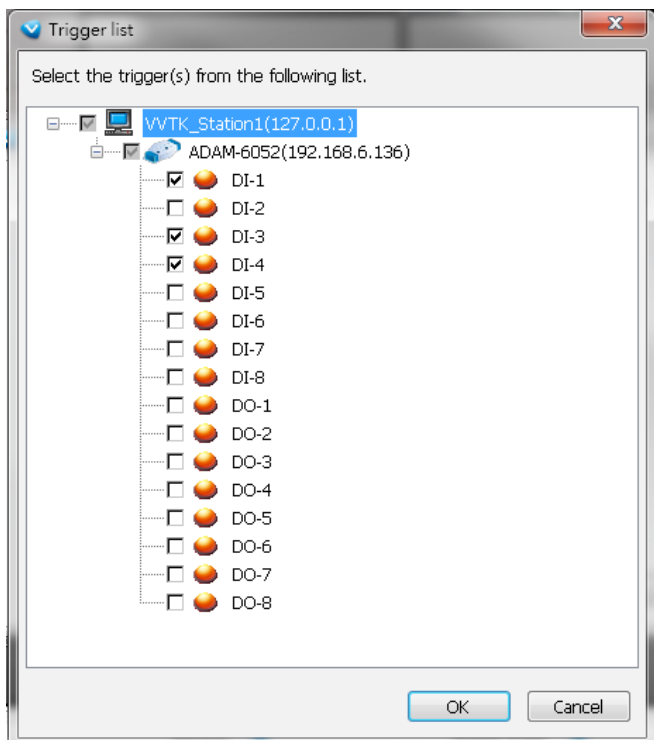 Trigger list
Select the trigger(s) from the following list.
VVTK_Station1(127.0.0.1)
ADAM-6052(192.168.6.136)
DI-1
DI-2
DI-3
DI-4
DI-5
DI-6
DI-7
DI-8
DO-1
DO-2
DO-3
DO-4
DO-5
DO-6
DO-7
DO-8
OK Cancel